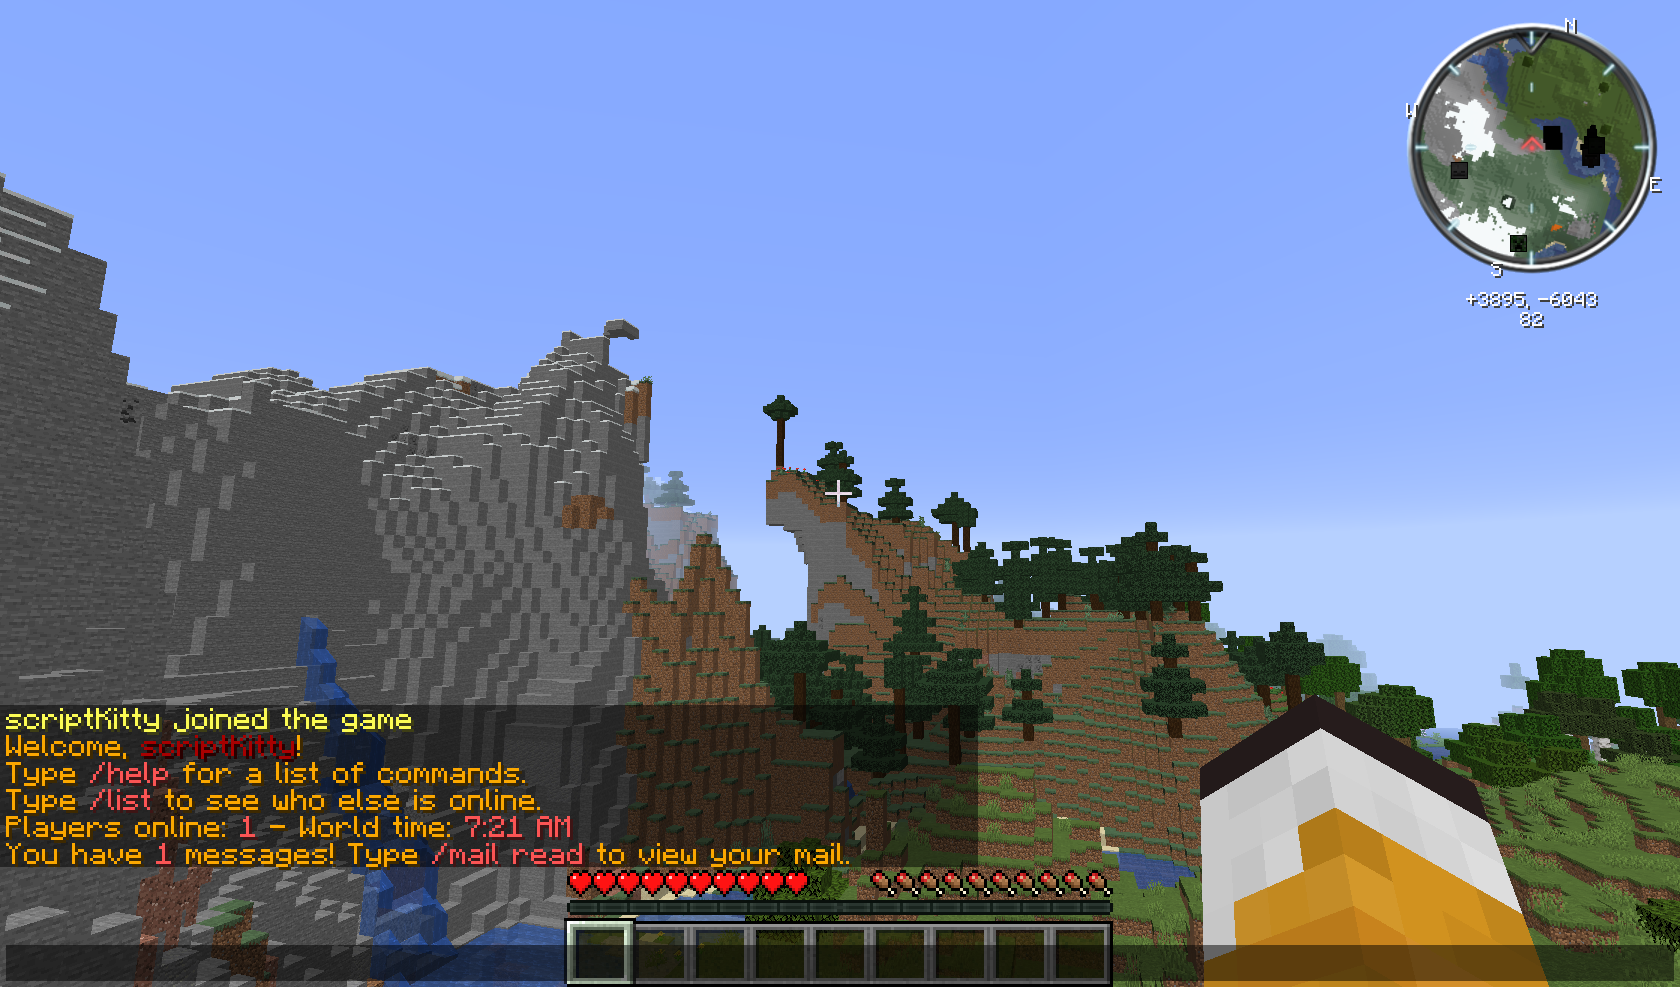 N
W
E
S
+3895, -6043
82
scriptKitty joined the game
Welcome, scriptKitty!
Type /help for a list of commands.
Type /list to see who else is online.
Players online: 1 - World time: 7:21 AM
You have 1 messages! Type /mail read to view your mail.